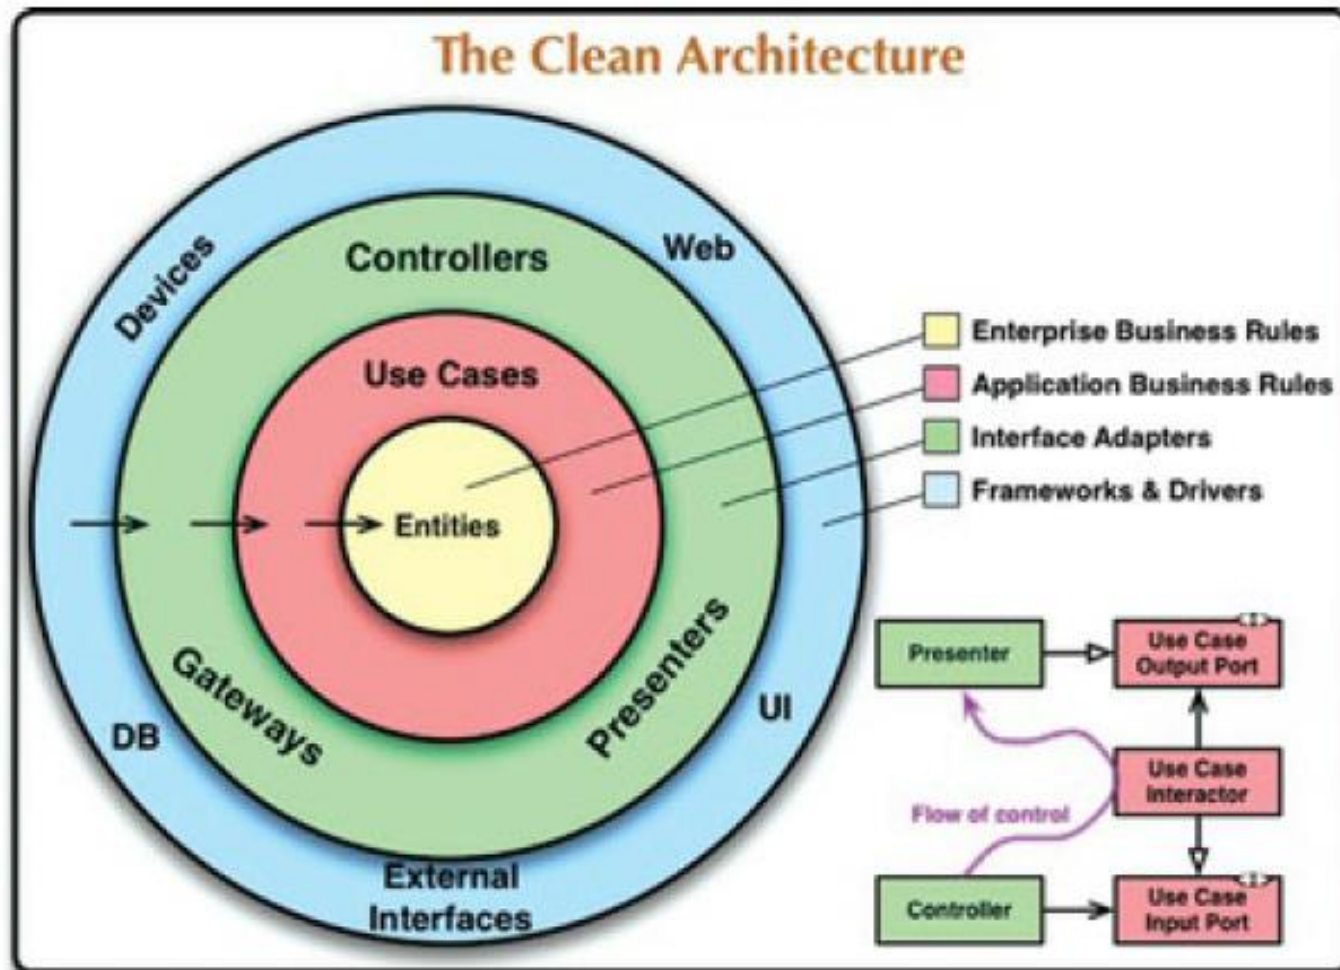 The Clean Architecture
Devices
Controllers
Web
Use Cases
Entities
Gateways
Presenters
DB
UI
External
Interfaces
Enterprise Business Rules
Application Business Rules
Interface Adapters
Frameworks & Drivers
Presenter
Use Case
Output Port
Use Case
Interactor
Flow of control
Controller
Use Case
Input Port